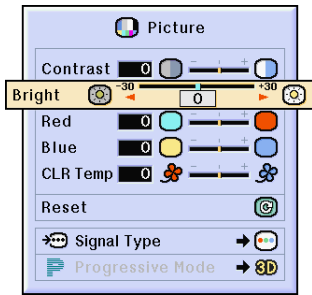 Picture
Contrast 0 - +
Bright -30 0 +30
Red 0 - +
Blue 0 - +
CLR Temp 0 - +
Reset
Signal Type
P Progressive Mode 3D